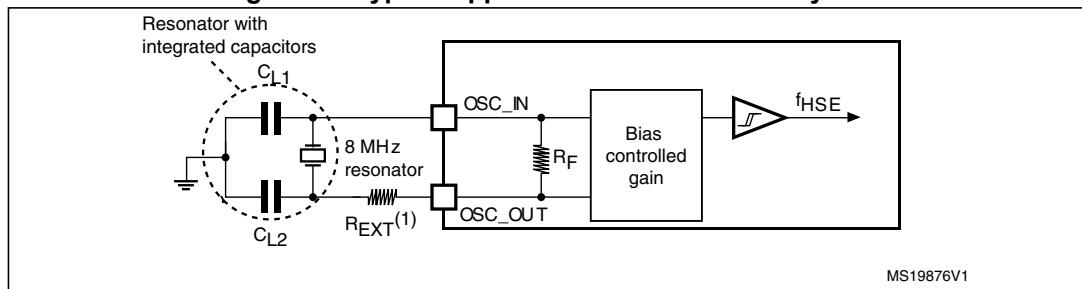 Resonator with
integrated capacitors
CL1
OSC_IN
fHSE
Bias
controlled
gain
8 MHz
resonator
RF
REXT(1)
OSC_OUT
CL2
MS19876V1